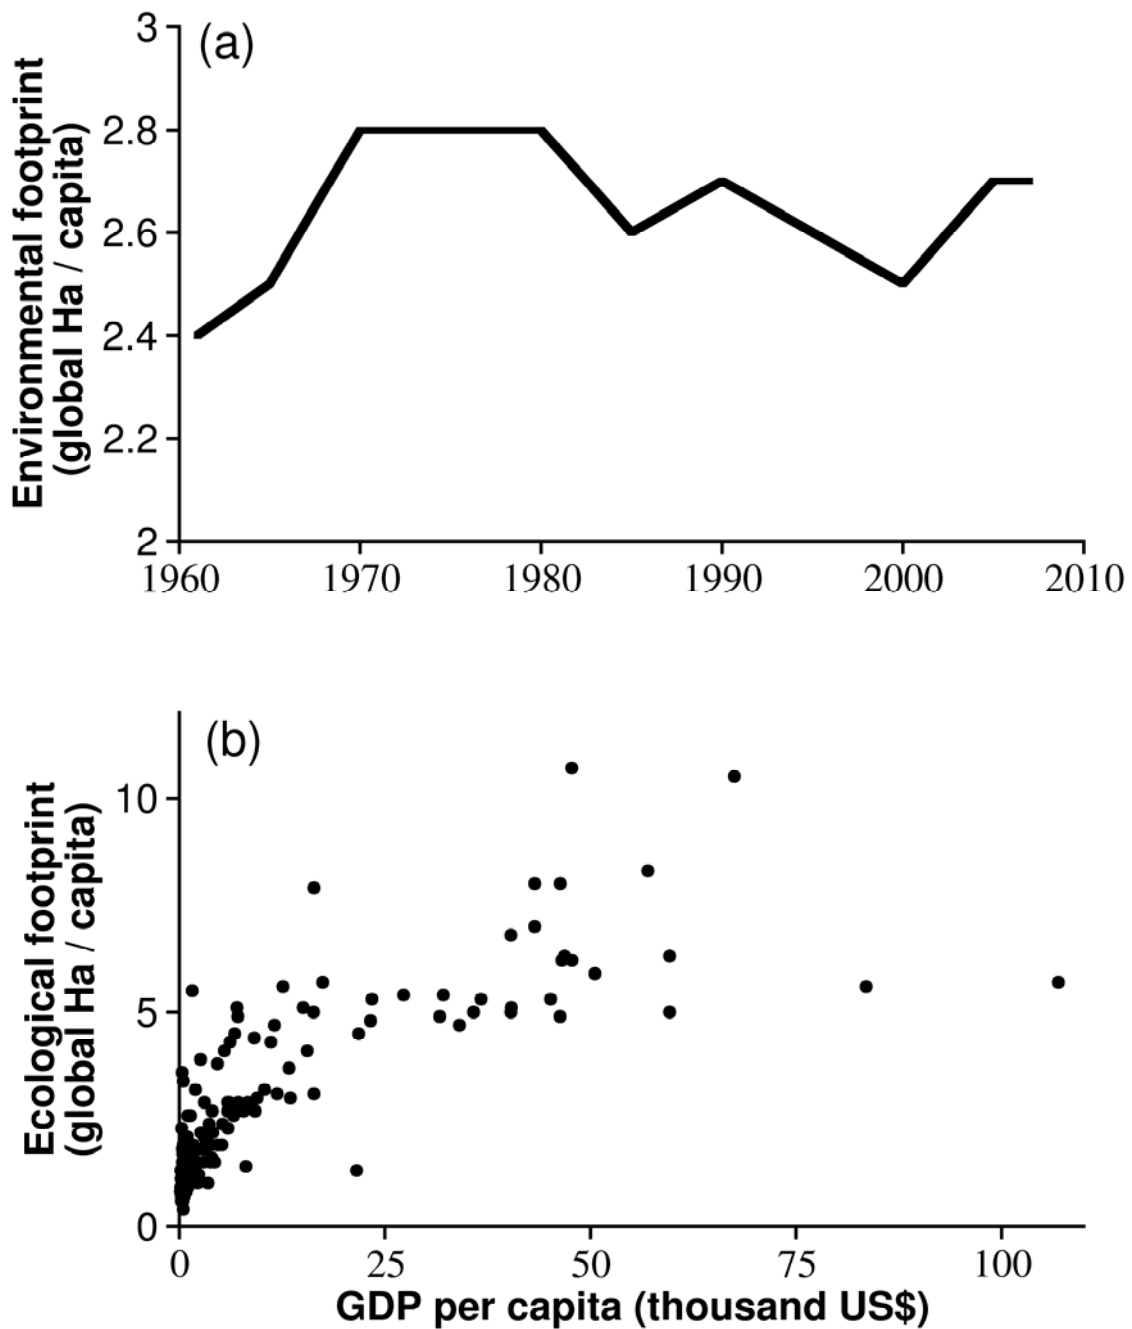 (a)
Environmental footprint
(global Ha / capita)
3
2.8
2.6
2.4
2.2
2
1960 1970 1980 1990 2000 2010
(b)
Ecological footprint
(global Ha / capita)
10
5
0
0 25 50 75 100
GDP per capita (thousand US$)